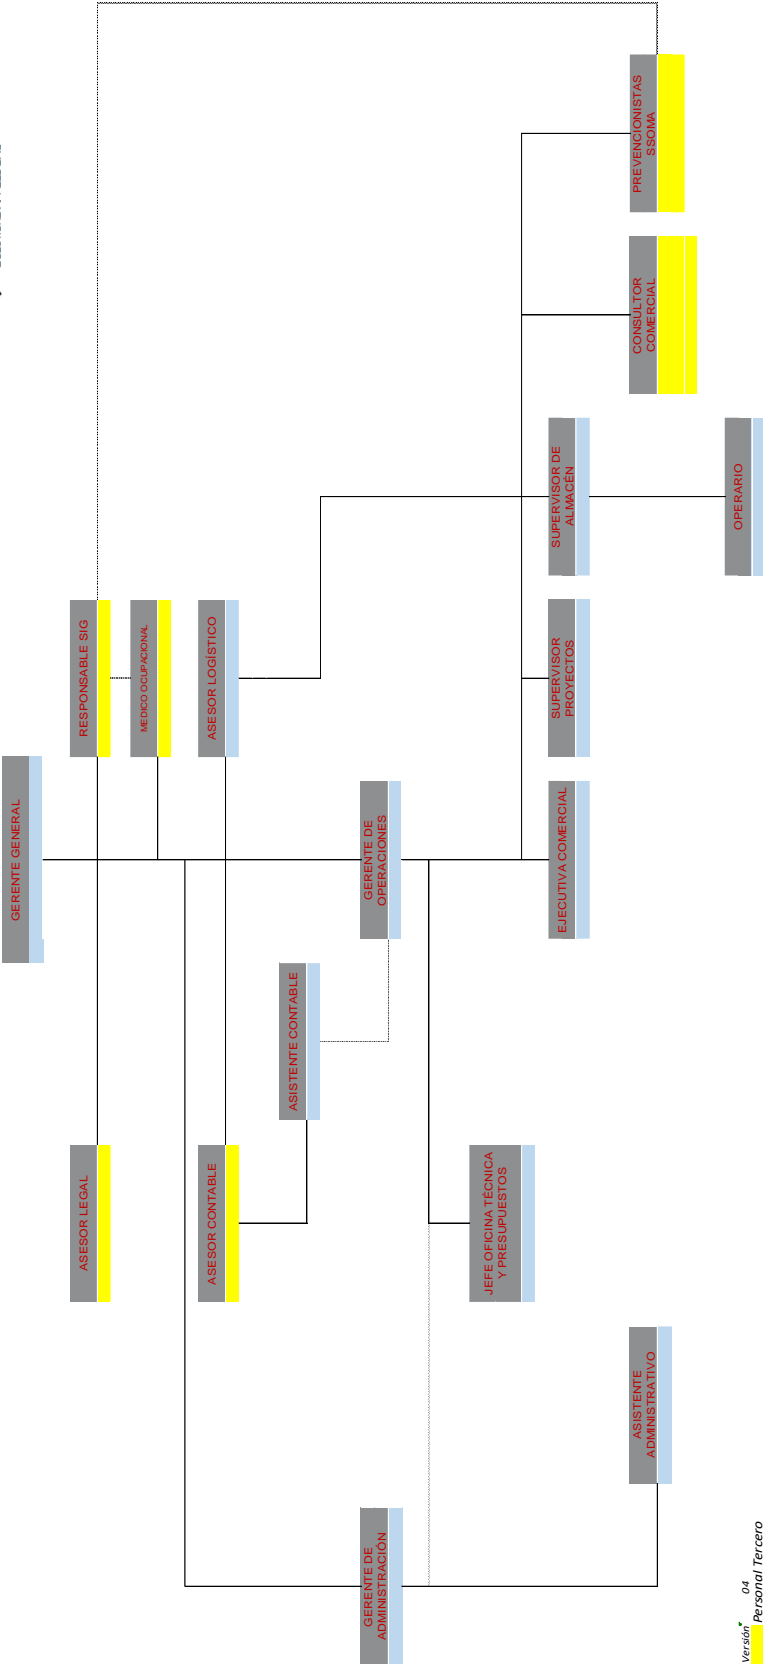 GERENTE GENERAL
ASESOR LEGAL
RESPONSABLE SIG
MEDICO OCUPACIONAL
ASESOR CONTABLE
ASESOR LOGÍSTICO
ASISTENTE CONTABLE
GERENTE DE
ADMINISTRACIÓN
GERENTE DE
OPERACIONES
JEFE OFICINA TÉCNICA
Y PRESUPUESTOS
EJECUTIVA COMERCIAL
SUPERVISOR
PROYECTOS
SUPERVISOR DE
ALMACÉN
ASISTENTE
ADMINISTRATIVO
CONSULTOR
COMERCIAL
PREVENCIONISTAS
SSOMA
OPERARIO
Versión 04
Personal Tercero